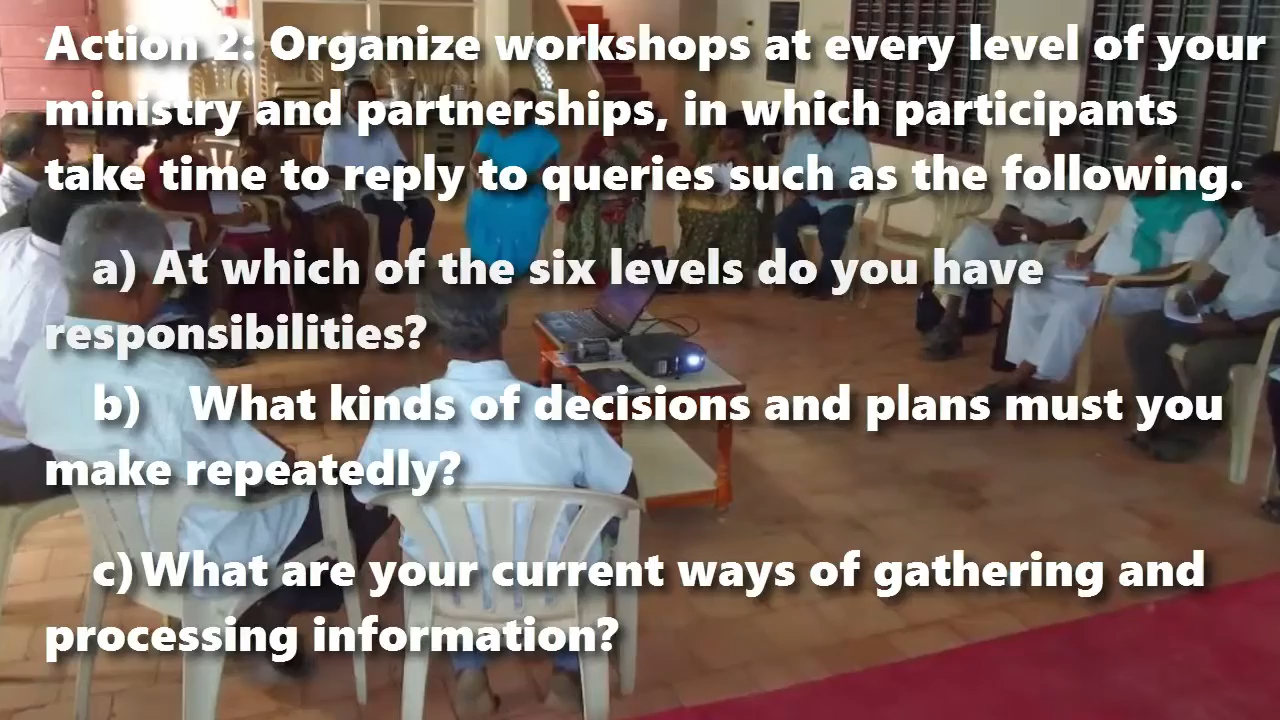 Action 2: Organize workshops at every level of your
ministry and partnerships, in which participants
take time to reply to queries such as the following.
a) At which of the six levels do you have
responsibilities?
b) What kinds of decisions and plans must you
make repeatedly?
c) What are your current ways of gathering and
processing information?